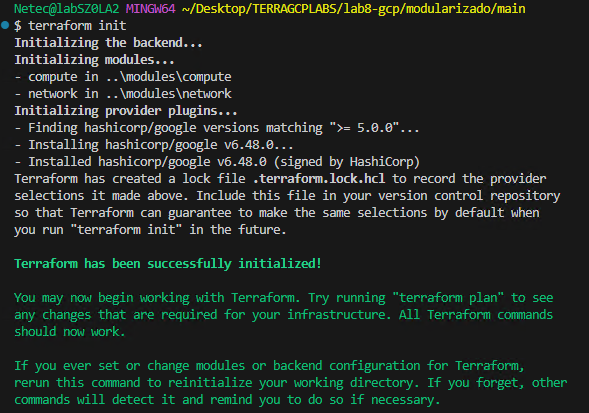 Netec@labSZ0LA2 MINGW64 ~/Desktop/TERRAGCPLABS/lab8-gcp/modularizado/main
$ terraform init
Initializing the backend...
Initializing modules...
- compute in ..\modules\compute
- network in ..\modules\network
Initializing provider plugins...
- Finding hashicorp/google versions matching ">= 5.0.0"...
- Installing hashicorp/google v6.48.0...
- Installed hashicorp/google v6.48.0 (signed by HashiCorp)
Terraform has created a lock file .terraform.lock.hcl to record the provider
selections it made above. Include this file in your version control repository
so that Terraform can guarantee to make the same selections by default when
you run "terraform init" in the future.
Terraform has been successfully initialized!
You may now begin working with Terraform. Try running "terraform plan" to see
any changes that are required for your infrastructure. All Terraform commands
should now work.
If you ever set or change modules or backend configuration for Terraform,
rerun this command to reinitialize your working directory. If you forget, other
commands will detect it and remind you to do so if necessary.